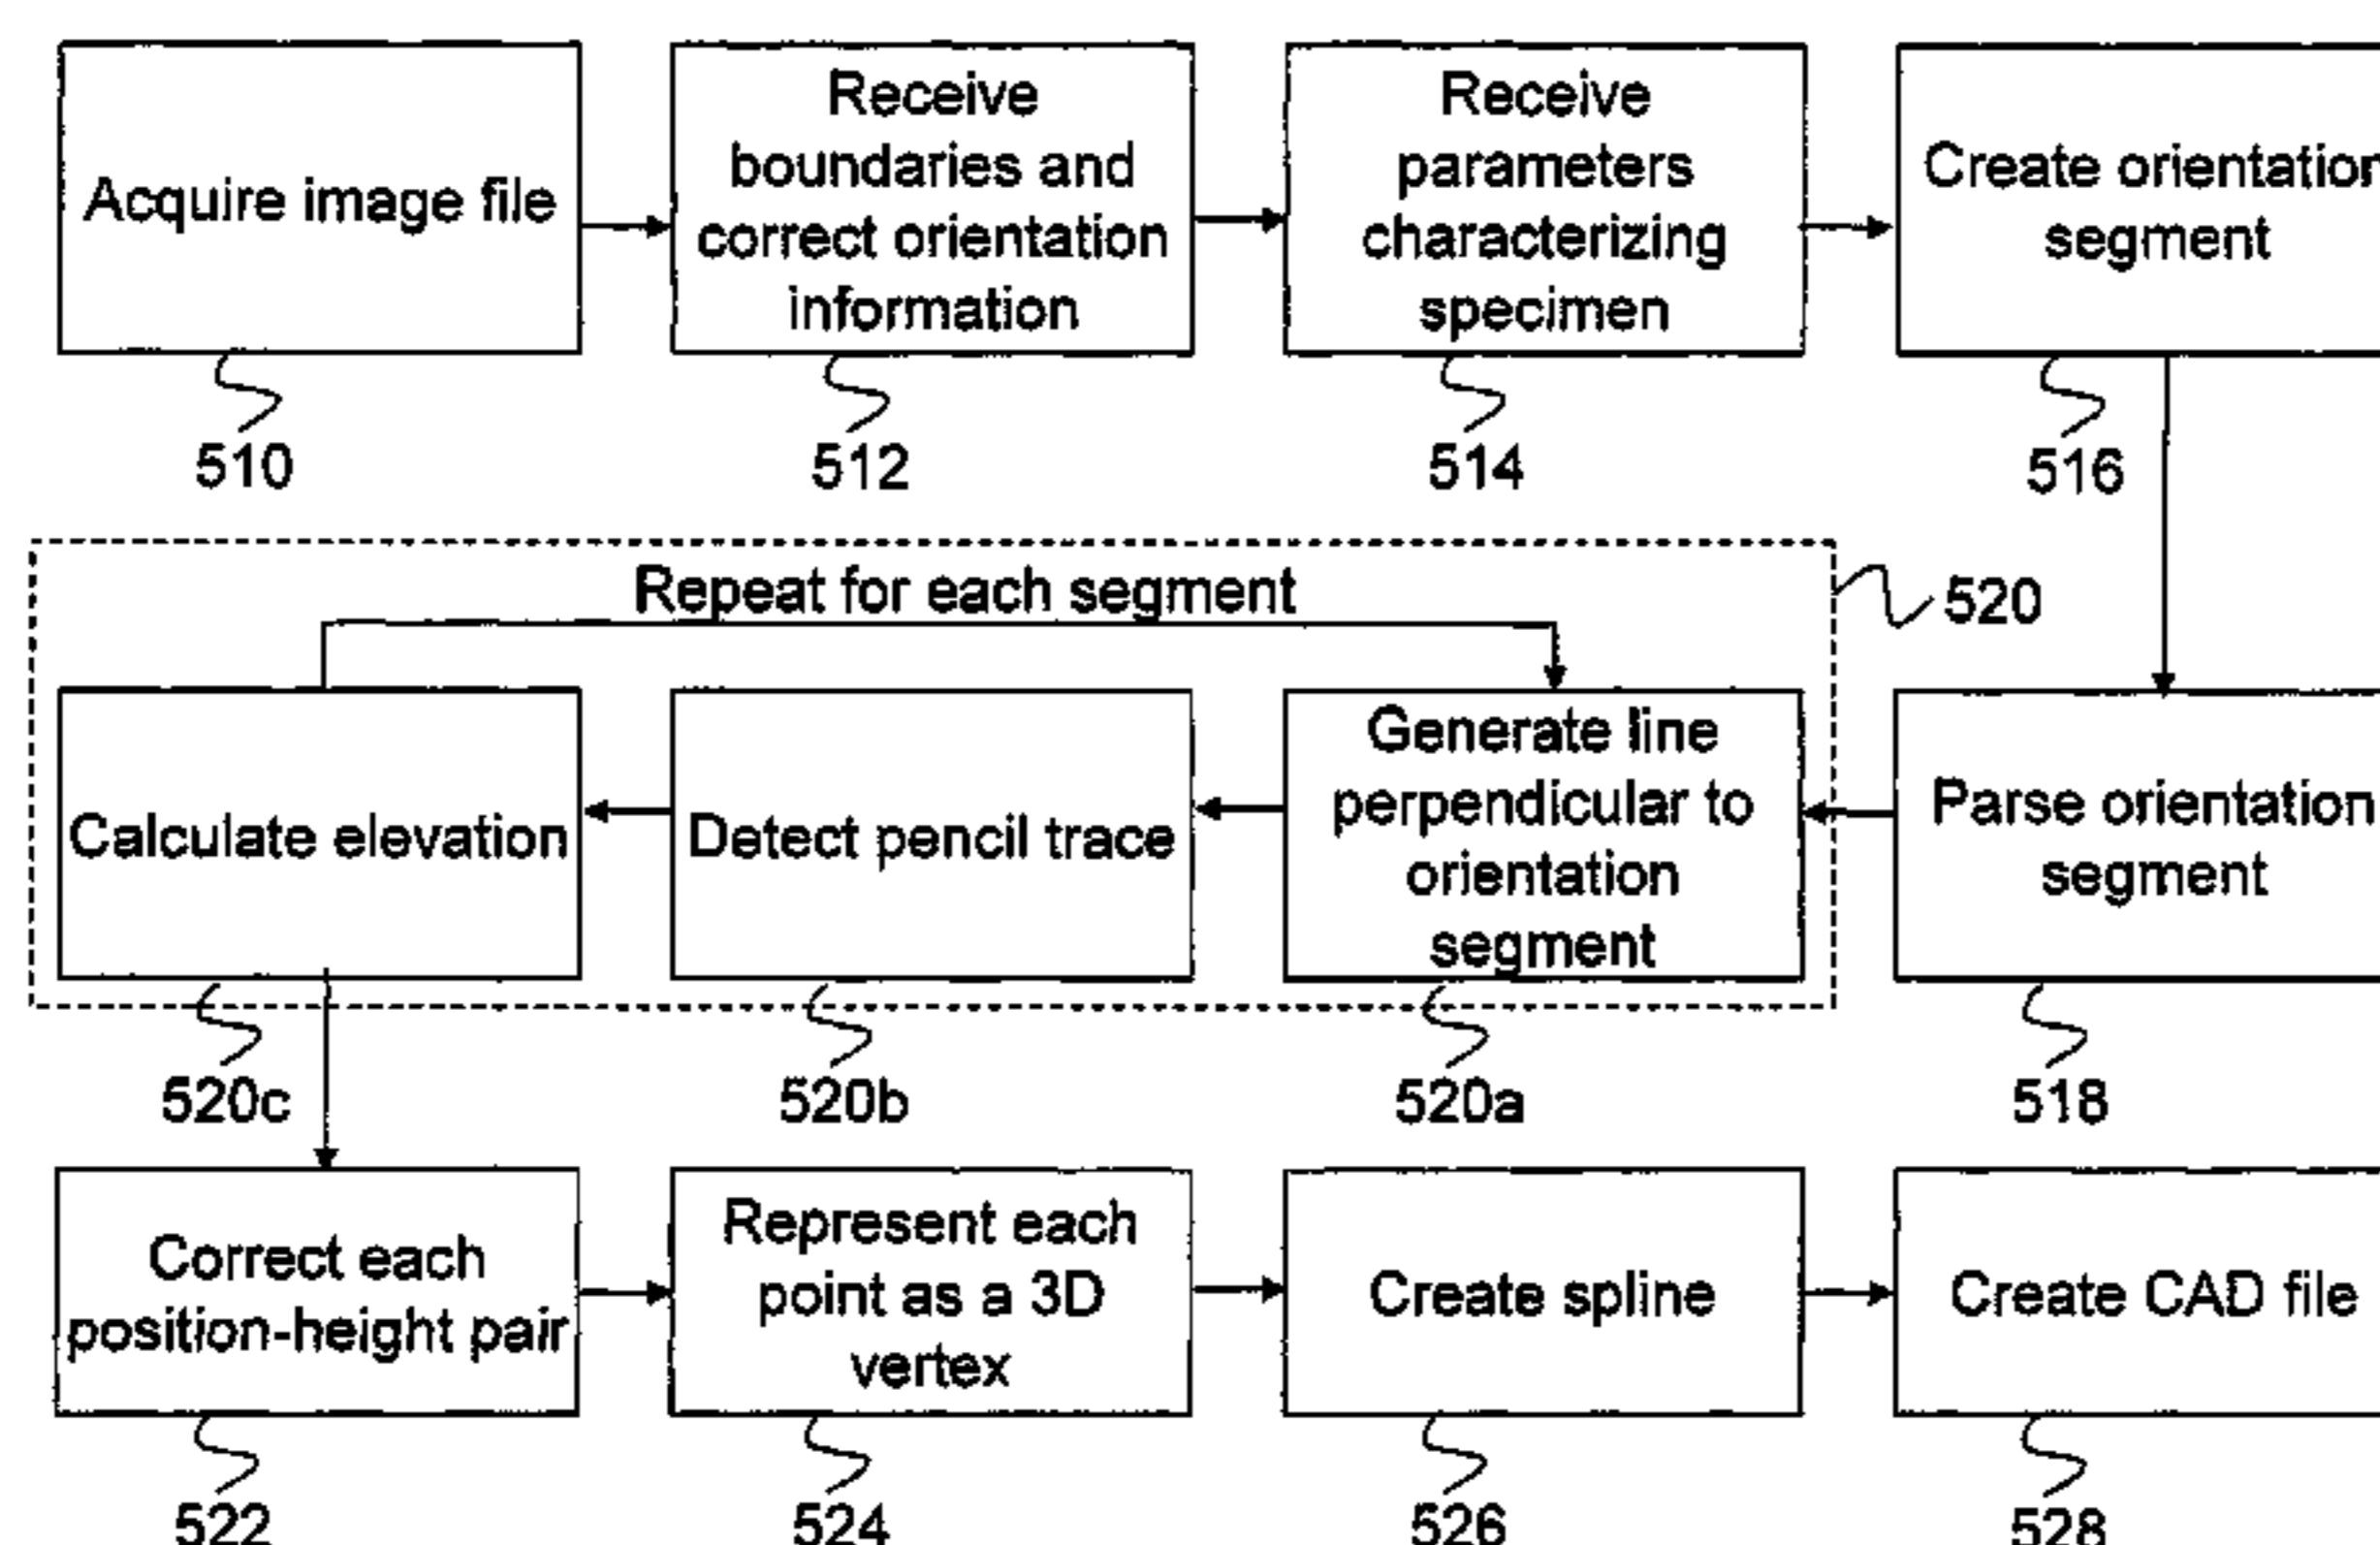 Acquire image file
Receive
boundaries and
correct orientation
information
Receive
parameters
characterizing
specimen
Create orientation
segment
510
512
514
516
Repeat for each segment
520
Calculate elevation
Detect pencil trace
Generate line
perpendicular to
orientation
segment
Parse orientation
segment
520c
520b
520a
518
Correct each
position-height pair
Represent each
point as a 3D
vertex
Create spline
Create CAD file
522
524
526
528